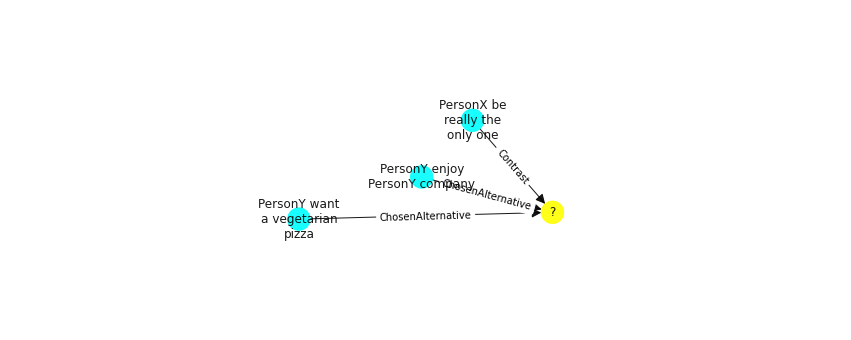 PersonX be
really the
only one
Contrast
PersonY enjoy
PersonY company
ChosenAlternative
PersonY want
a vegetarian
pizza
ChosenAlternative
?